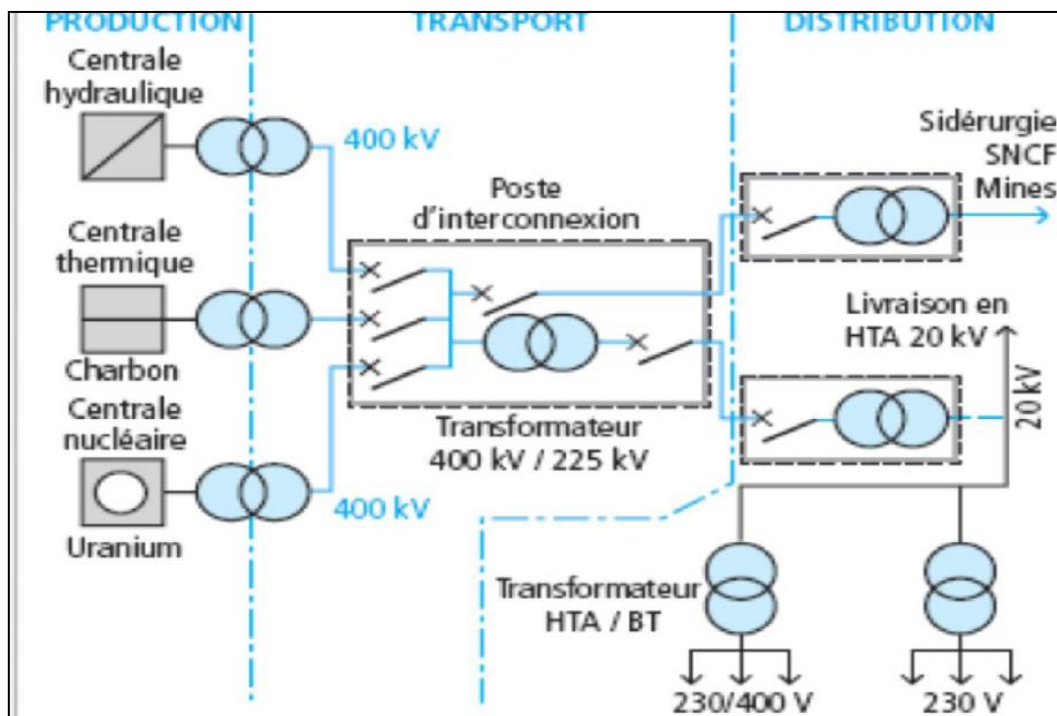 PRODUCTION
TRANSPORT
DISTRIBUTION
Centrale
hydraulique
400 kV
Sidérurgie
SNCF
Mines
Poste
d'interconnexion
Centrale
thermique
Charbon
Livraison en
HTA 20 kV
20 kV
Transformateur
400 kV / 225 kV
Centrale
nucléaire
400 kV
Uranium
Transformateur
HTA / BT
230/400 V
230 V